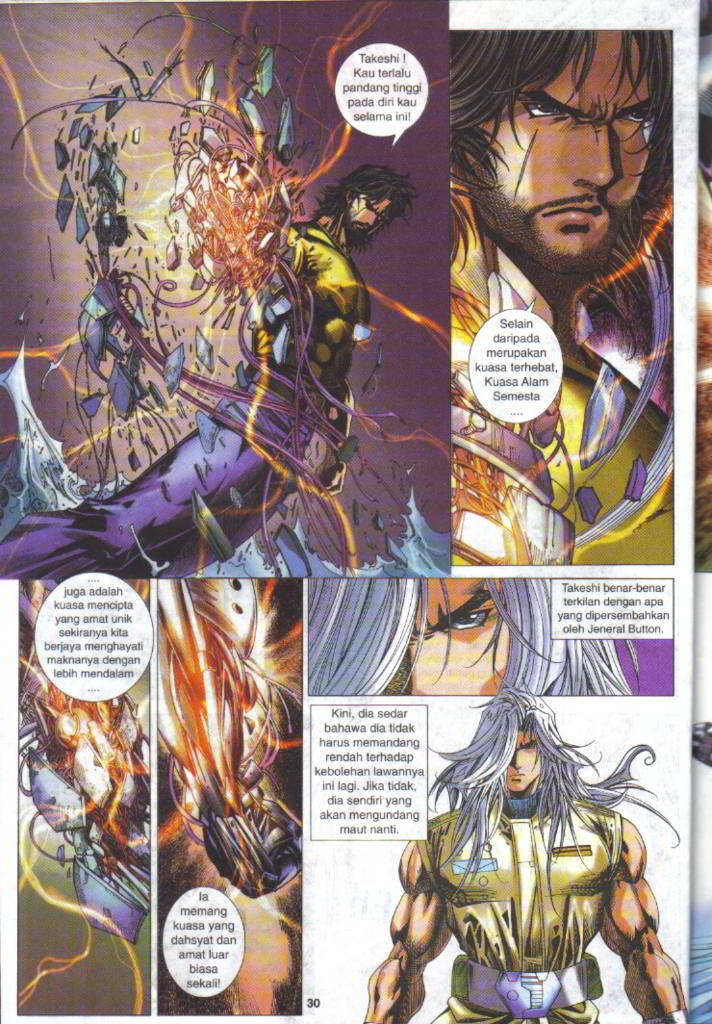 Takeshi !
Kau terlalu
pandang tinggi
pada diri kau
selama ini!
Selain
daripada
merupakan
kuasa terhebat,
Kuasa Alam
Semesta
....
....
juga adalah
kuasa mencipta
yang amat unik
sekiranya kita
berjaya menghayati
maknanya dengan
lebih mendalam
....
Ia
memang
kuasa yang
dahsyat dan
amat luar
biasa
sekali!
Takeshi benar-benar
terkilan dengan apa
yang dipersembahkan
oleh Jeneral Button.
Kini, dia sedar
bahawa dia tidak
harus memandang
rendah terhadap
kebolehan lawannya
ini lagi. Jika tidak,
dia sendiri yang
akan mengundang
maut nanti.
30